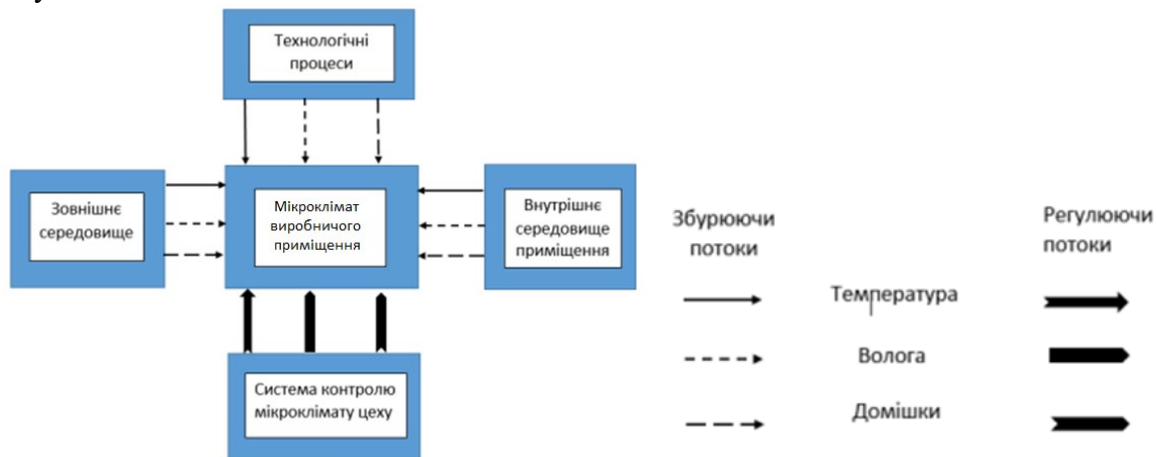 Технологічні
процеси
Зовнішнє
середовище
Мікроклімат
виробничого
приміщення
Внутрішнє
середовище
приміщення
Система контролю
мікроклімату цеху
Збурюючи
потоки
Регулюючи
потоки
Температура
Волога
Домішки